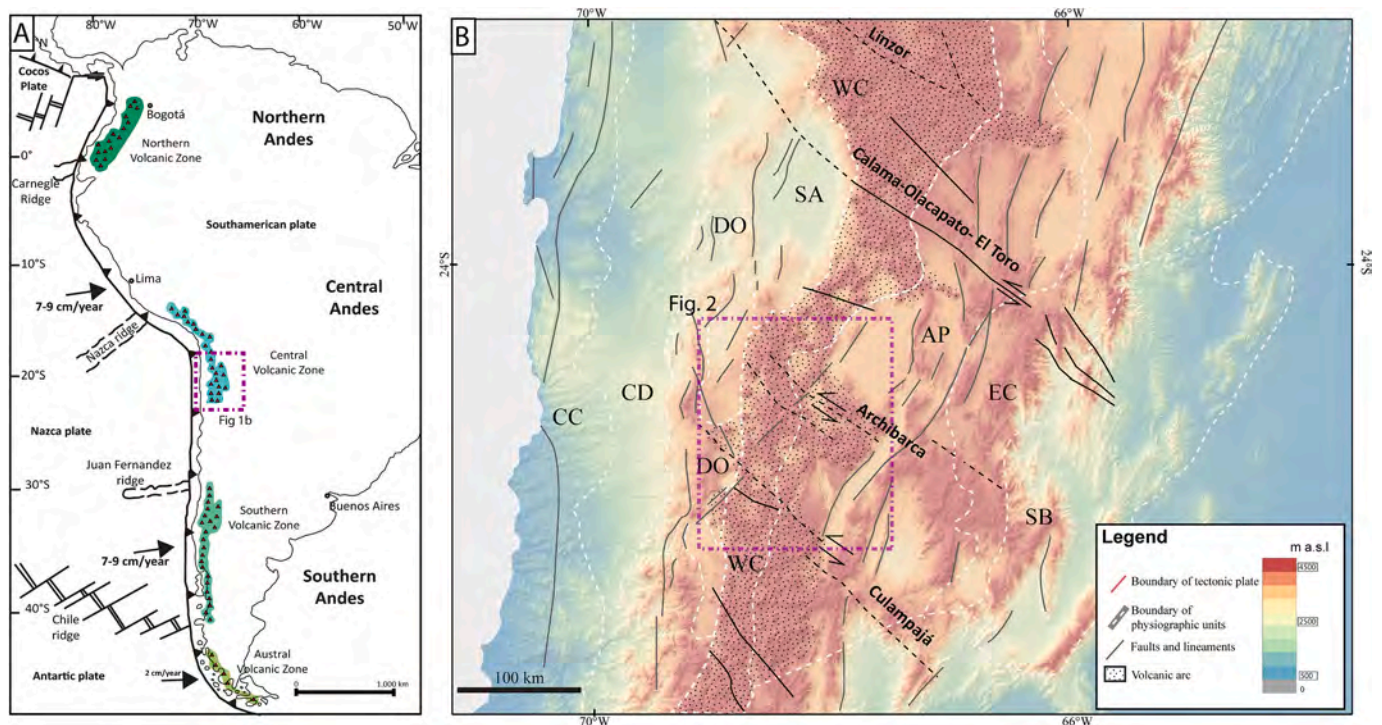 80°W
70°W
60°W
50°W
A
N
Cocos
Plate
Bogotá
Northern
Andes
Northern
Volcanic Zone
0°
Carnegie
Ridge
Southamerican plate
10°S
Lima
7-9 cm/year
Central
Andes
Nazca ridge
Central
Volcanic Zone
20°S
Fig 1b
Nazca plate
Juan Fernandez
ridge
30°S
Southern
Volcanic Zone
Buenos Aires
7-9 cm/year
Southern
Andes
40°S
Chile
ridge
Austral
Volcanic Zone
Antartic plate
2 cm/year
1.000 km
B
70°W
66°W
Linzor
WC
Calama-Olacapato- El Toro
SA
DO
24°S
24°S
Fig. 2
AP
CD
EC
CC
Archibarca
DO
SB
WC
Culampajá
100 km
70°W
66°W
Legend
m a.s.l
Boundary of tectonic plate
Boundary of
physiographic units
Faults and lineaments
Volcanic arc
4500
2500
500
0